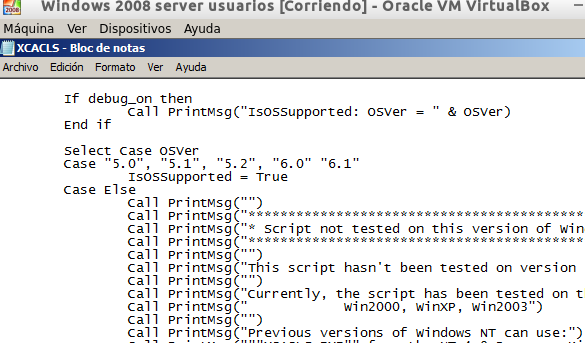 Windows 2008 server usuarios [Corriendo] - Oracle VM VirtualBox
Máquina Ver Dispositivos Ayuda
XCACLS - Bloc de notas
Archivo Edición Formato Ver Ayuda
If debug_on then
Call PrintMsg("IsOSSupported: OSVer = " & OSVer)
End if
Select Case OSVer
Case "5.0", "5.1", "5.2", "6.0" "6.1"
IsOSSupported = True
Case Else
Call PrintMsg("")
Call PrintMsg("******************************************
Call PrintMsg("* Script not tested on this version of Win
Call PrintMsg("******************************************
Call PrintMsg("")
Call PrintMsg("This script hasn't been tested on version
Call PrintMsg("")
Call PrintMsg("Currently, the script has been tested on t
Call PrintMsg(" Win2000, WinXP, Win2003")
Call PrintMsg("")
Call PrintMsg("Previous versions of Windows NT can use:")